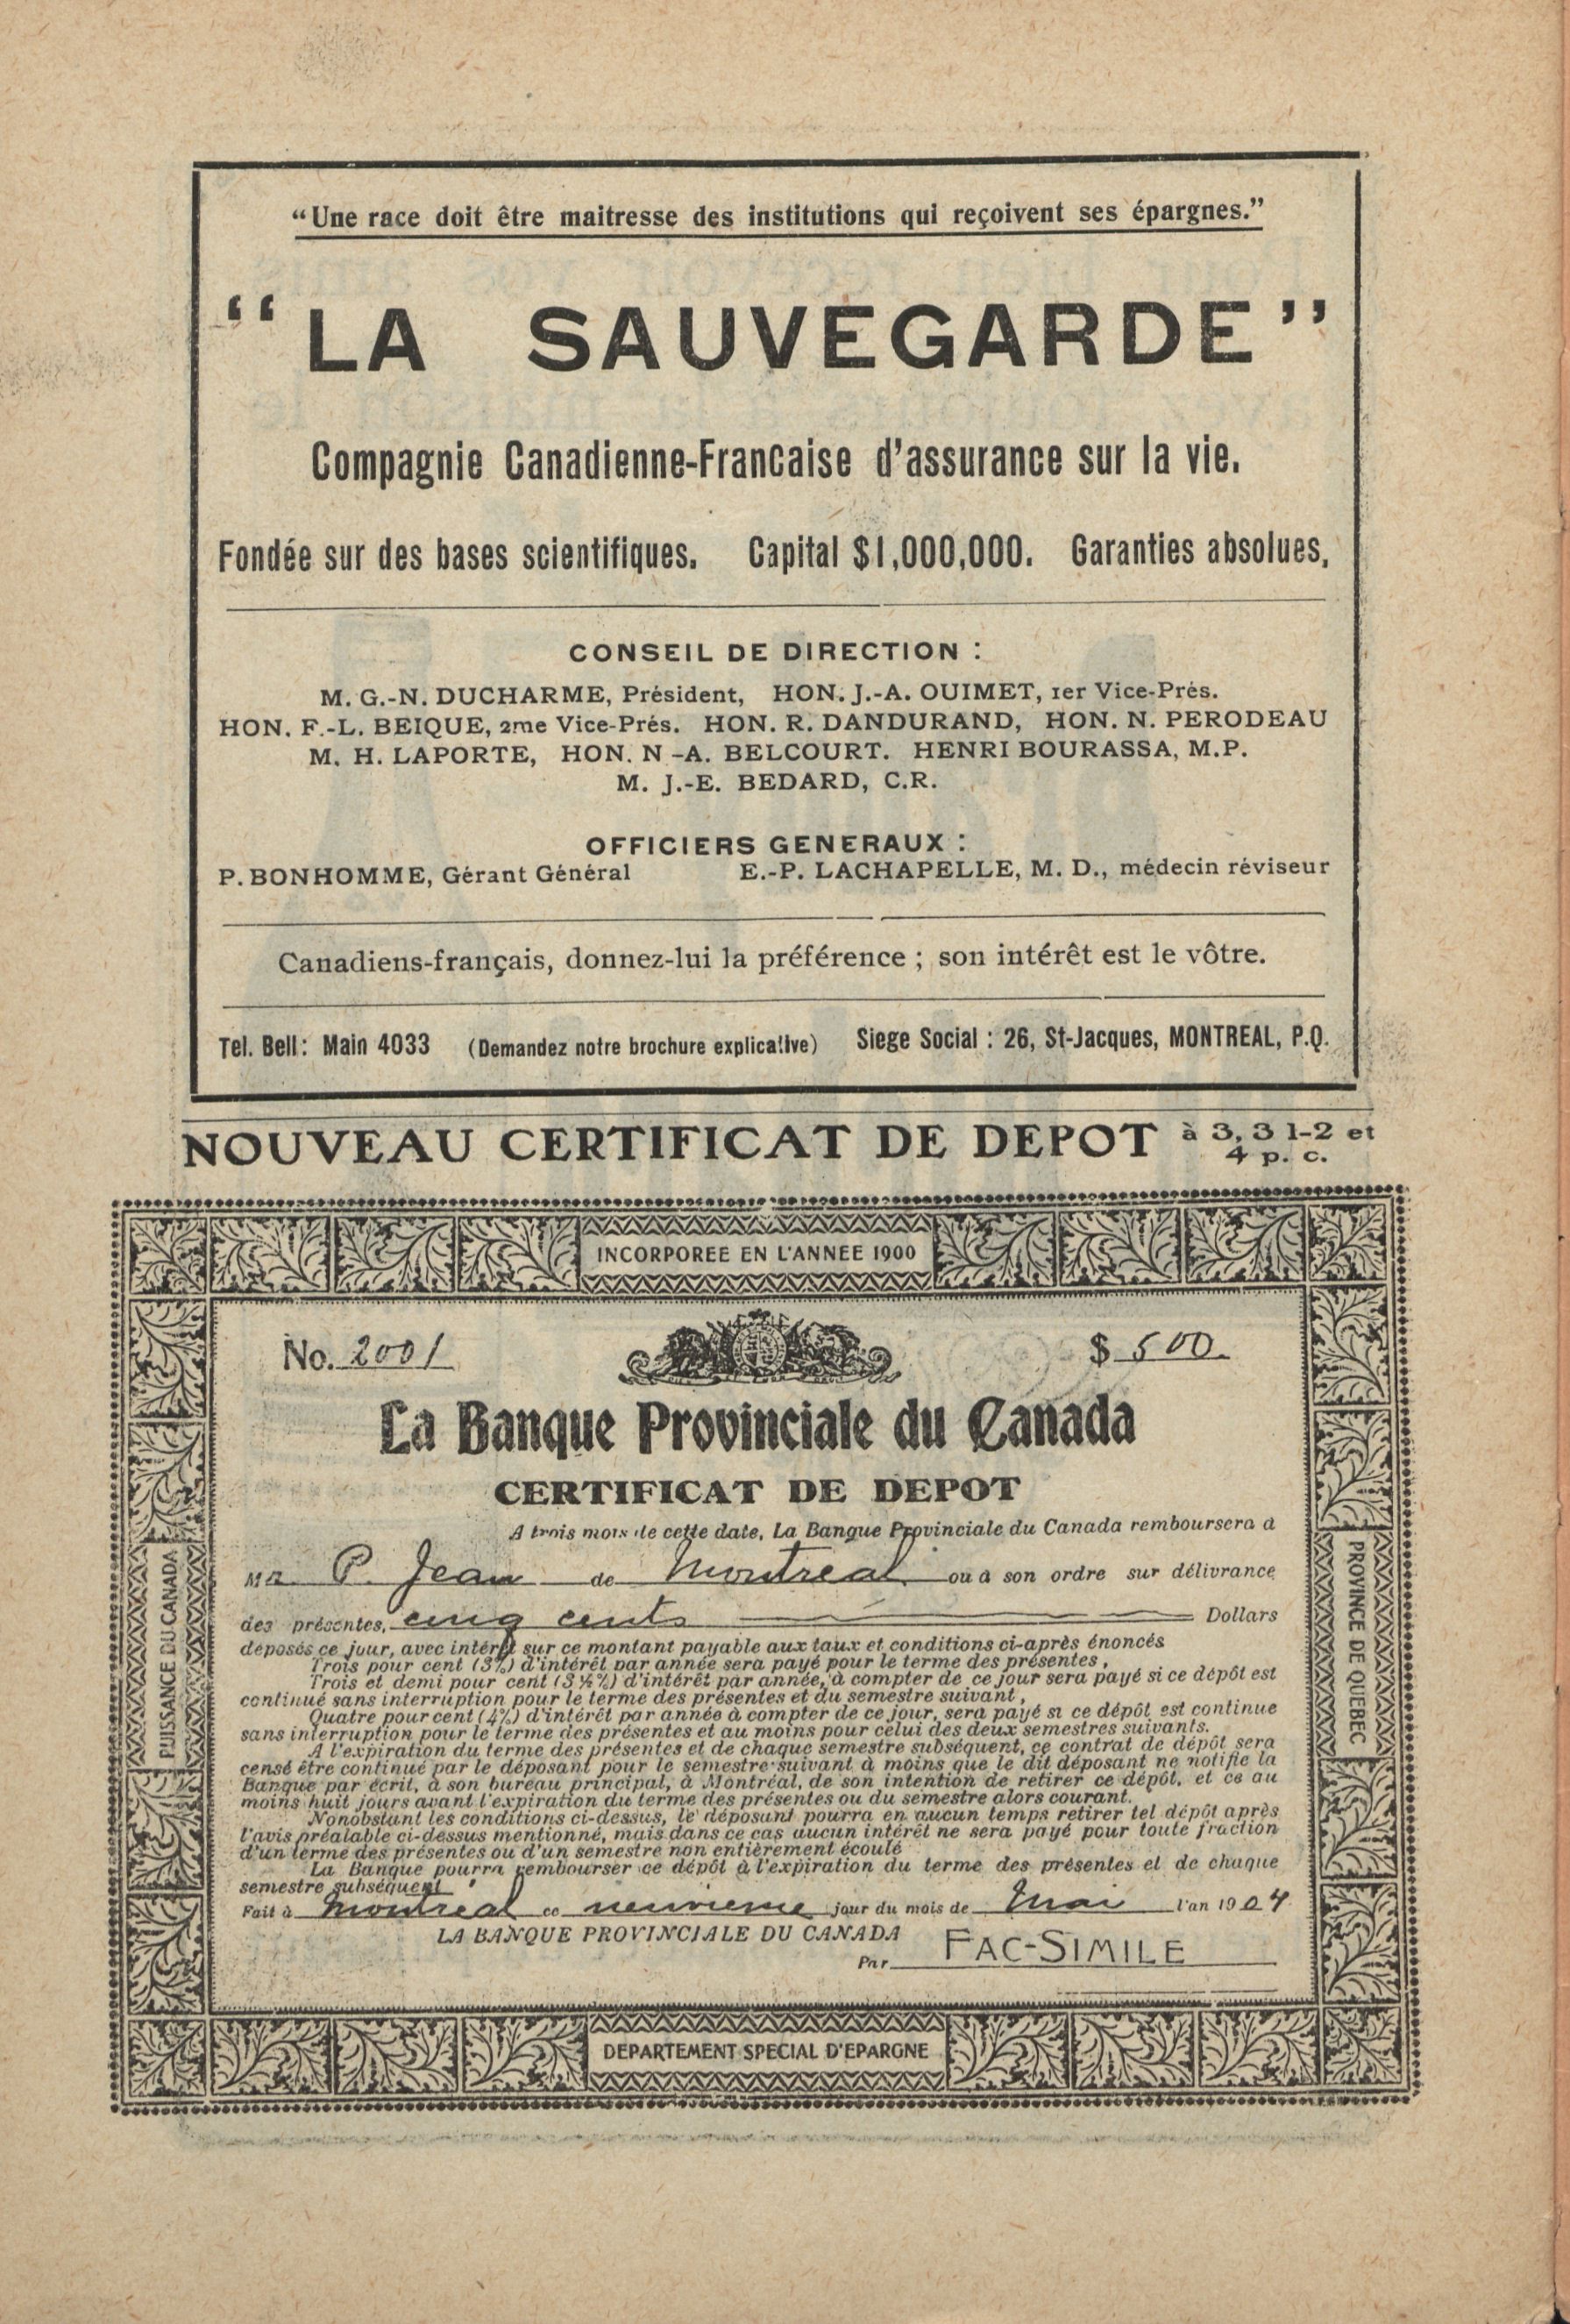 “Une race doit être maitresse des institutions qui reçoivent ses épargnes.”
“LA SAUVEGARDE”
Compagnie Canadienne-FranCaise d'assurance sur la vie.
Fondée sur des bases scientifiques. Capital $1,000,000. Garanties absolues,
CONSEIL DE DIRECTION :
M. G.-N. DUCHARME, Président, HON. J.-A. OUIMET, 1er Vice-Prés.
HON. F.-L. BEIQUE, 2me Vice-Prés. HON. R. DANDURAND, HON. N. PERODEAU
M. H. LAPORTE, HON. N -A. BELCOURT. HENRI BOURASSA, M.P.
M. J.-E. BEDARD, C.R.
OFFICIERS GENERAUX :
P. BONHOMME, Gérant Général E.-P. LACHAPELLE, M. D., médecin réviseur
Canadiens-français, donnez-lui la préférence ; son intérêt est le vôtre.
Tel. Bell: Main 4033 (Demandez notre brochure explicative) Siege Social : 26, St-Jacques, MONTREAL, P.Q.
NOUVEAU CERTIFICAT DE DEPOT à 3, 3 1-2 et
4 p. c.
INCORPOREE EN L'ANNEE 1900
No. 2001 $ 500
La Banque Provinciale du Canada
CERTIFICAT DE DEPOT
A trois mois de cette date, La Banque Provinciale du Canada remboursera à
Mr. P. Jean de Montréal ou à son ordre sur délivrance
des présentes, cinq cents Dollars
déposés ce jour, avec intérêt sur ce montant payable aux taux et conditions ci-après énoncés
Trois pour cent (3%) d'intérêt par année sera payé pour le terme des présentes,
Trois et demi pour cent (3 ½ %) d'intérêt par année, à compter de ce jour sera payé si ce dépôt est
continué sans interruption pour le terme des présentes et du semestre suivant,
Quatre pour cent (4%) d'intérêt par année à compter de ce jour, sera payé si ce dépôt est continue
sans interruption pour le terme des présentes et au moins pour celui des deux semestres suivants.
A l'expiration du terme des présentes et de chaque semestre subséquent, ce contrat de dépôt sera
censé être continué par le déposant pour le semestre suivant à moins que le dit déposant ne notifie la
Banque par écrit, à son bureau principal, à Montréal, de son intention de retirer ce dépôt, et ce au
moins huit jours avant l'expiration du terme des présentes ou du semestre alors courant.
Nonobstant les conditions ci-dessus, le déposant pourra en aucun temps retirer tel dépôt après
l'avis préalable ci-dessus mentionné, mais dans ce cas aucun intérêt ne sera payé pour toute fraction
d'un terme des présentes ou d'un semestre non entièrement écoulé
La Banque pourra rembourser ce dépôt à l'expiration du terme des présentes et de chaque
semestre subséquent
Fait à Montréal ce neuvieme jour du mois de Mai l'an 1904
LA BANQUE PROVINCIALE DU CANADA
Par FAC-SIMILE
PUISSANCE DU CANADA
PROVINCE DE QUEBEC
DEPARTEMENT SPECIAL D'EPARGNE